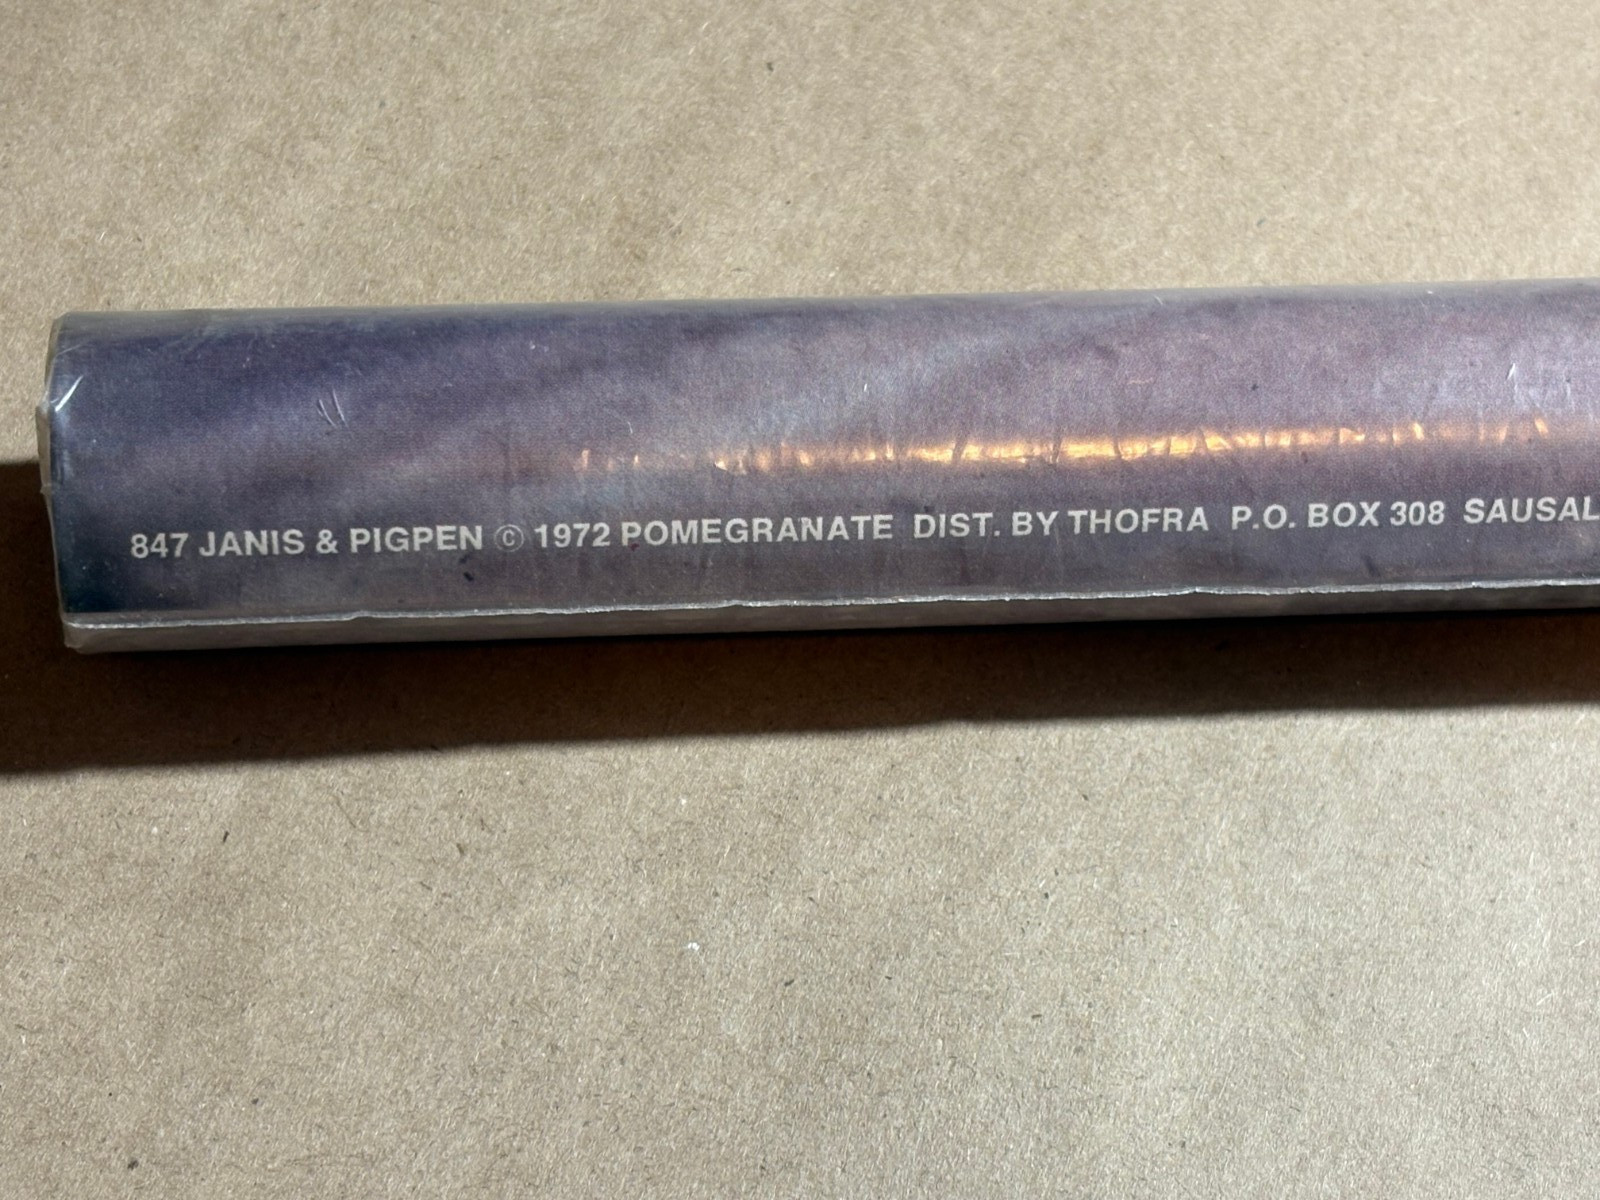 847 JANIS & PIGPEN © 1972 POMEGRANATE DIST. BY THOFRA P.O. BOX 308 SAUSAL